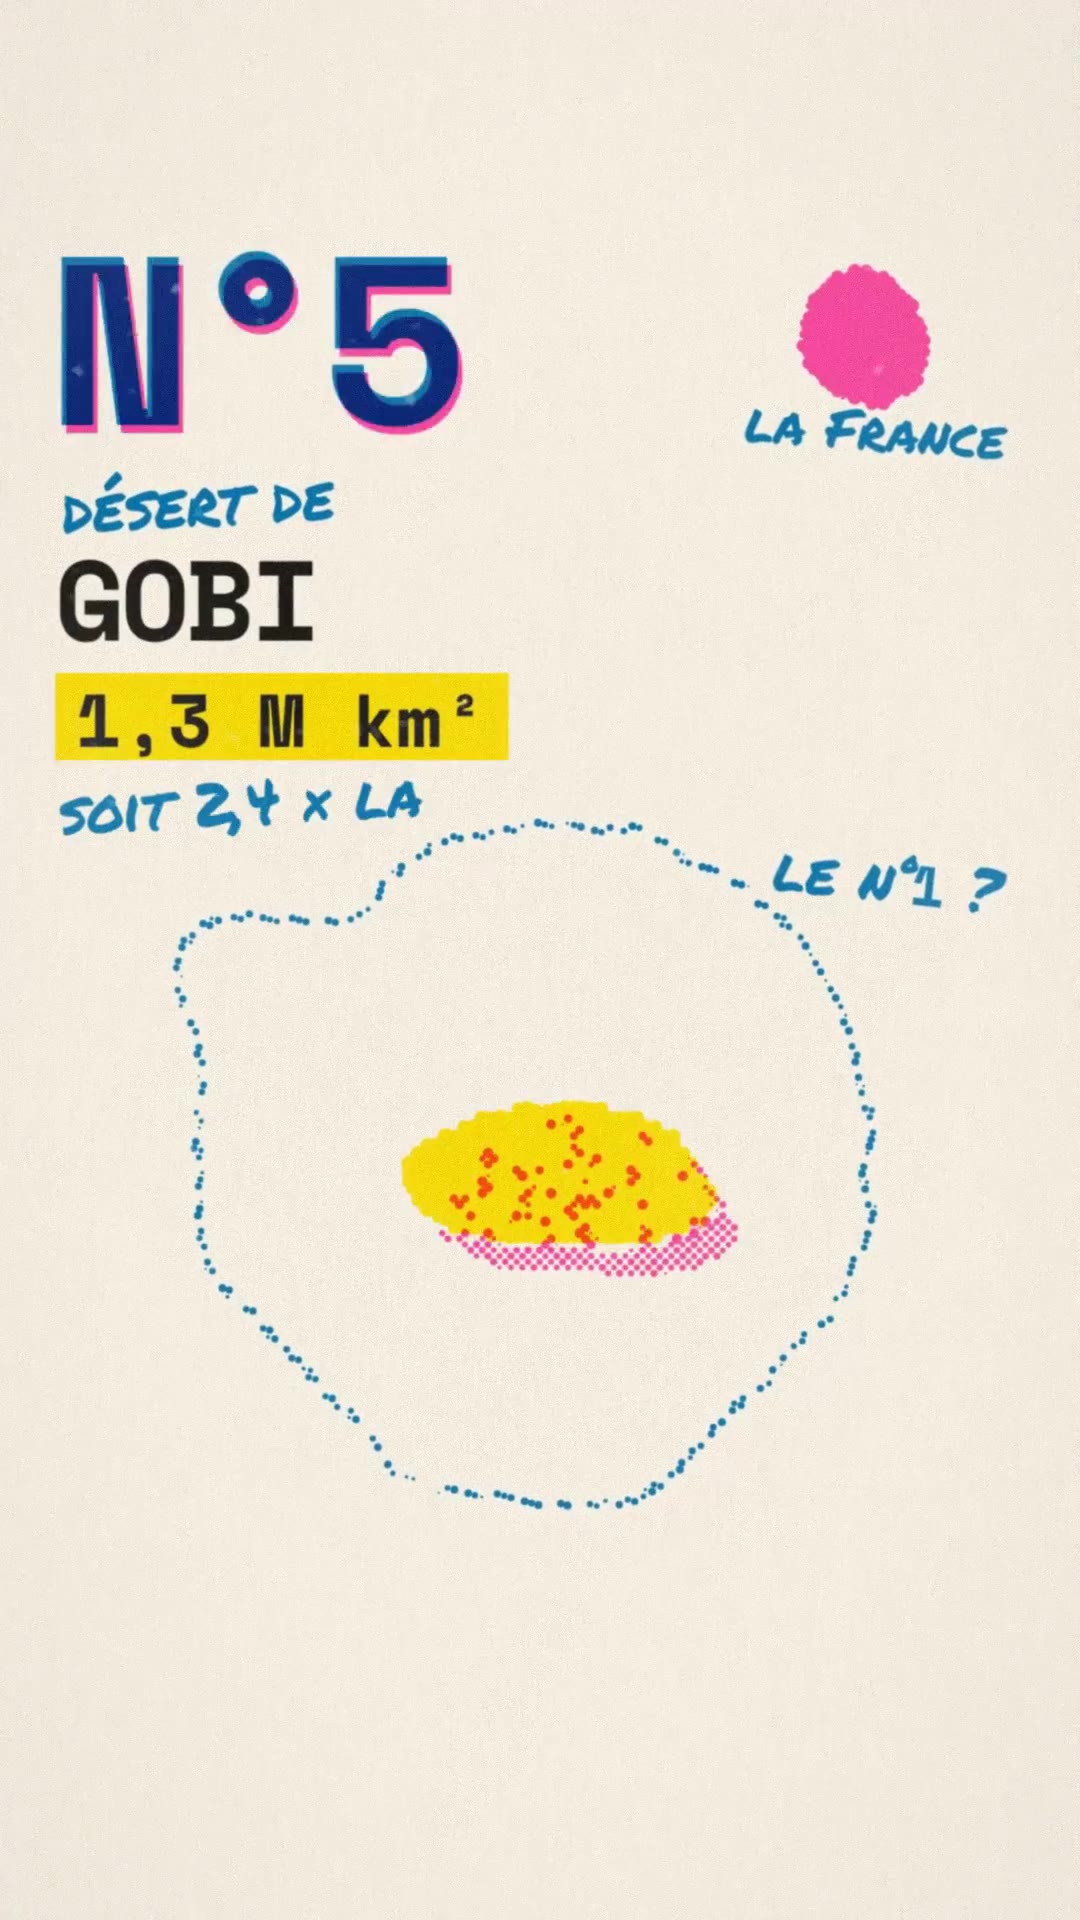 N°5
LA FRANCE
DÉSERT DE
GOBI
1,3 M km²
SOIT 2,4 x LA
LE N°1 ?